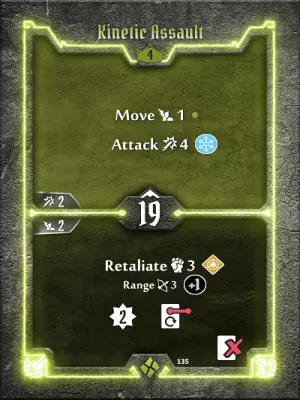 Kinetic Assault
4
Move 1
Attack 4
2
19
2
Retaliate 3
Range 3 +1
2
135